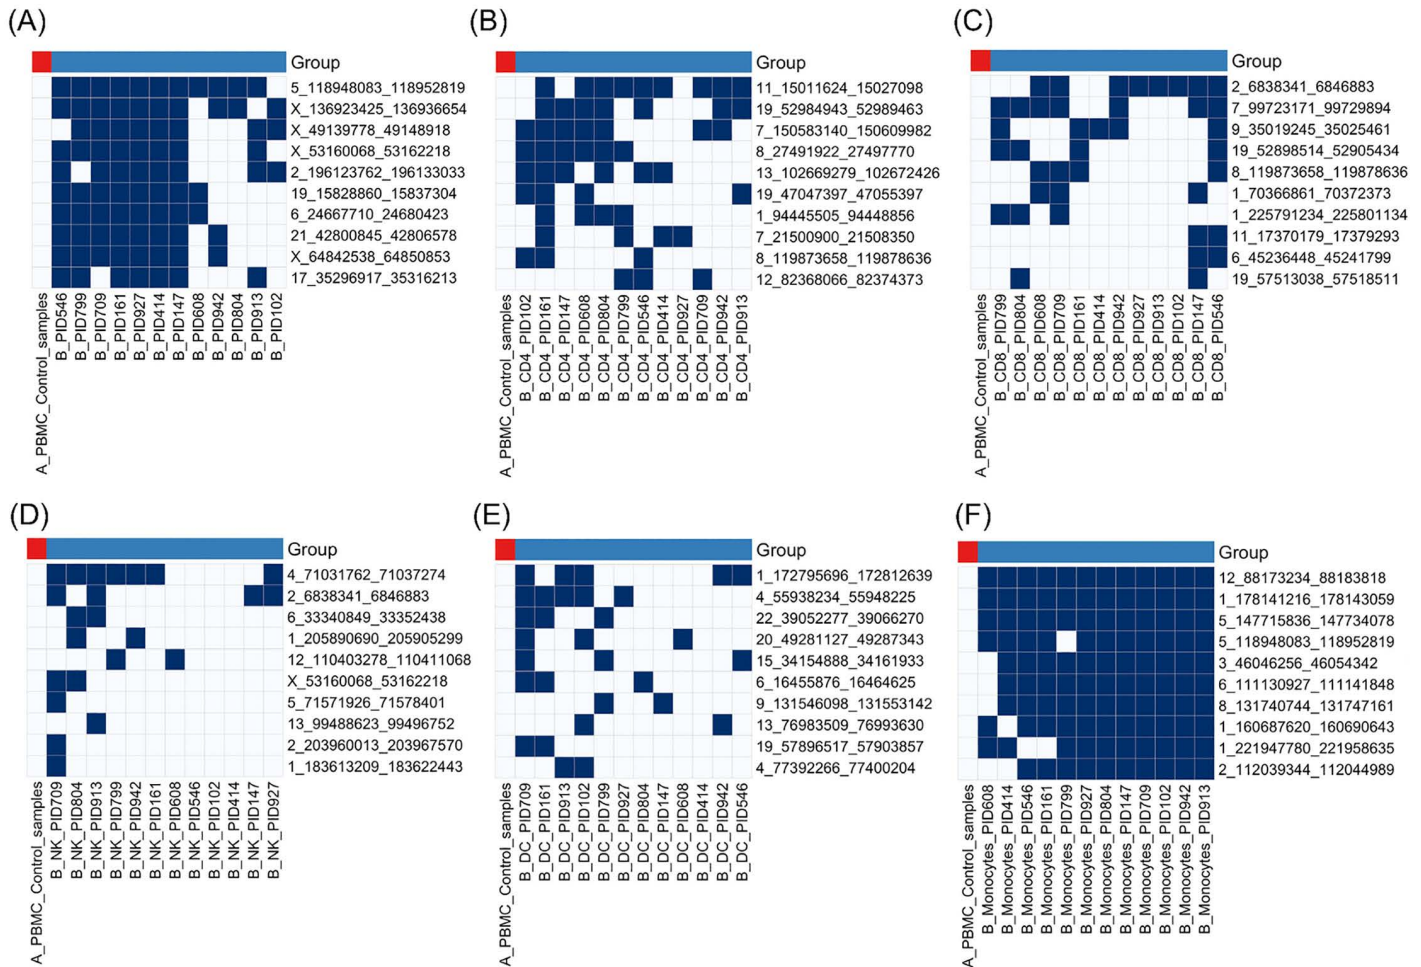 (A)
Group
5_118948083_118952819
X_136923425_136936654
X_49139778_49148918
X_53160068_53162218
2_196123762_196133033
19_15828860_15837304
6_24667710_24680423
21_42800845_42806578
X_64842538_64850853
17_35296917_35316213
A_PBMC_Control_samples
B_PID546
B_PID799
B_PID709
B_PID161
B_PID927
B_PID414
B_PID147
B_PID608
B_PID942
B_PID804
B_PID913
B_PID102
(B)
Group
11_15011624_15027098
19_52984943_52989463
7_150583140_150609982
8_27491922_27497770
13_102669279_102672426
19_47047397_47055397
1_94445505_94448856
7_21500900_21508350
8_119873658_119878636
12_82368066_82374373
A_PBMC_Control_samples
B_CD4_PID102
B_CD4_PID161
B_CD4_PID147
B_CD4_PID608
B_CD4_PID804
B_CD4_PID799
B_CD4_PID546
B_CD4_PID414
B_CD4_PID927
B_CD4_PID709
B_CD4_PID942
B_CD4_PID913
(C)
Group
2_6838341_6846883
7_99723171_99729894
9_35019245_35025461
19_52898514_52905434
8_119873658_119878636
1_70366861_70372373
1_225791234_225801134
11_17370179_17379293
6_45236448_45241799
19_57513038_57518511
A_PBMC_Control_samples
B_CD8_PID799
B_CD8_PID804
B_CD8_PID608
B_CD8_PID709
B_CD8_PID161
B_CD8_PID414
B_CD8_PID942
B_CD8_PID927
B_CD8_PID913
B_CD8_PID102
B_CD8_PID147
B_CD8_PID546
(D)
Group
4_71031762_71037274
2_6838341_6846883
6_33340849_33352438
1_205890690_205905299
12_110403278_110411068
X_53160068_53162218
5_71571926_71578401
13_99488623_99496752
2_203960013_203967570
1_183613209_183622443
A_PBMC_Control_samples
B_NK_PID709
B_NK_PID804
B_NK_PID913
B_NK_PID799
B_NK_PID942
B_NK_PID161
B_NK_PID608
B_NK_PID546
B_NK_PID102
B_NK_PID414
B_NK_PID147
B_NK_PID927
(E)
Group
1_172795696_172812639
4_55938234_55948225
22_39052277_39066270
20_49281127_49287343
15_34154888_34161933
6_16455876_16464625
9_131546098_131553142
13_76983509_76993630
19_57896517_57903857
4_77392266_77400204
A_PBMC_Control_samples
B_DC_PID709
B_DC_PID161
B_DC_PID913
B_DC_PID102
B_DC_PID799
B_DC_PID927
B_DC_PID804
B_DC_PID147
B_DC_PID608
B_DC_PID414
B_DC_PID942
B_DC_PID546
(F)
Group
12_88173234_88183818
1_178141216_178143059
5_147715836_147734078
5_118948083_118952819
3_46046256_46054342
6_111130927_111141848
8_131740744_131747161
1_160687620_160690643
1_221947780_221958635
2_112039344_112044989
A_PBMC_Control_samples
B_Monocytes_PID608
B_Monocytes_PID414
B_Monocytes_PID546
B_Monocytes_PID161
B_Monocytes_PID799
B_Monocytes_PID927
B_Monocytes_PID804
B_Monocytes_PID147
B_Monocytes_PID709
B_Monocytes_PID102
B_Monocytes_PID942
B_Monocytes_PID913